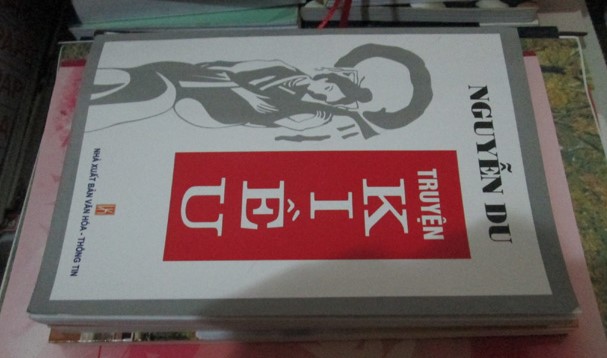 NGUYỄN DU
TRUYỆN
KIỀU
NHÀ XUẤT BẢN VĂN HÓA - THÔNG TIN